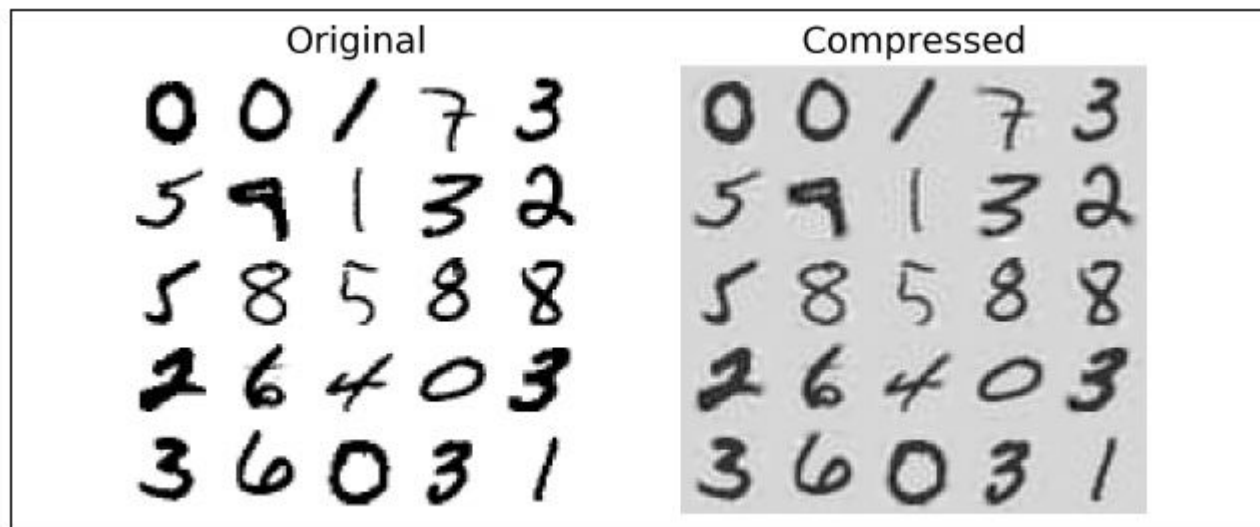 Original Compressed
0 0 1 7 3 0 0 1 7 3
5 9 1 3 2 5 9 1 3 2
5 8 5 8 8 5 8 5 8 8
2 6 4 0 3 2 6 4 0 3
3 6 0 3 1 3 6 0 3 1